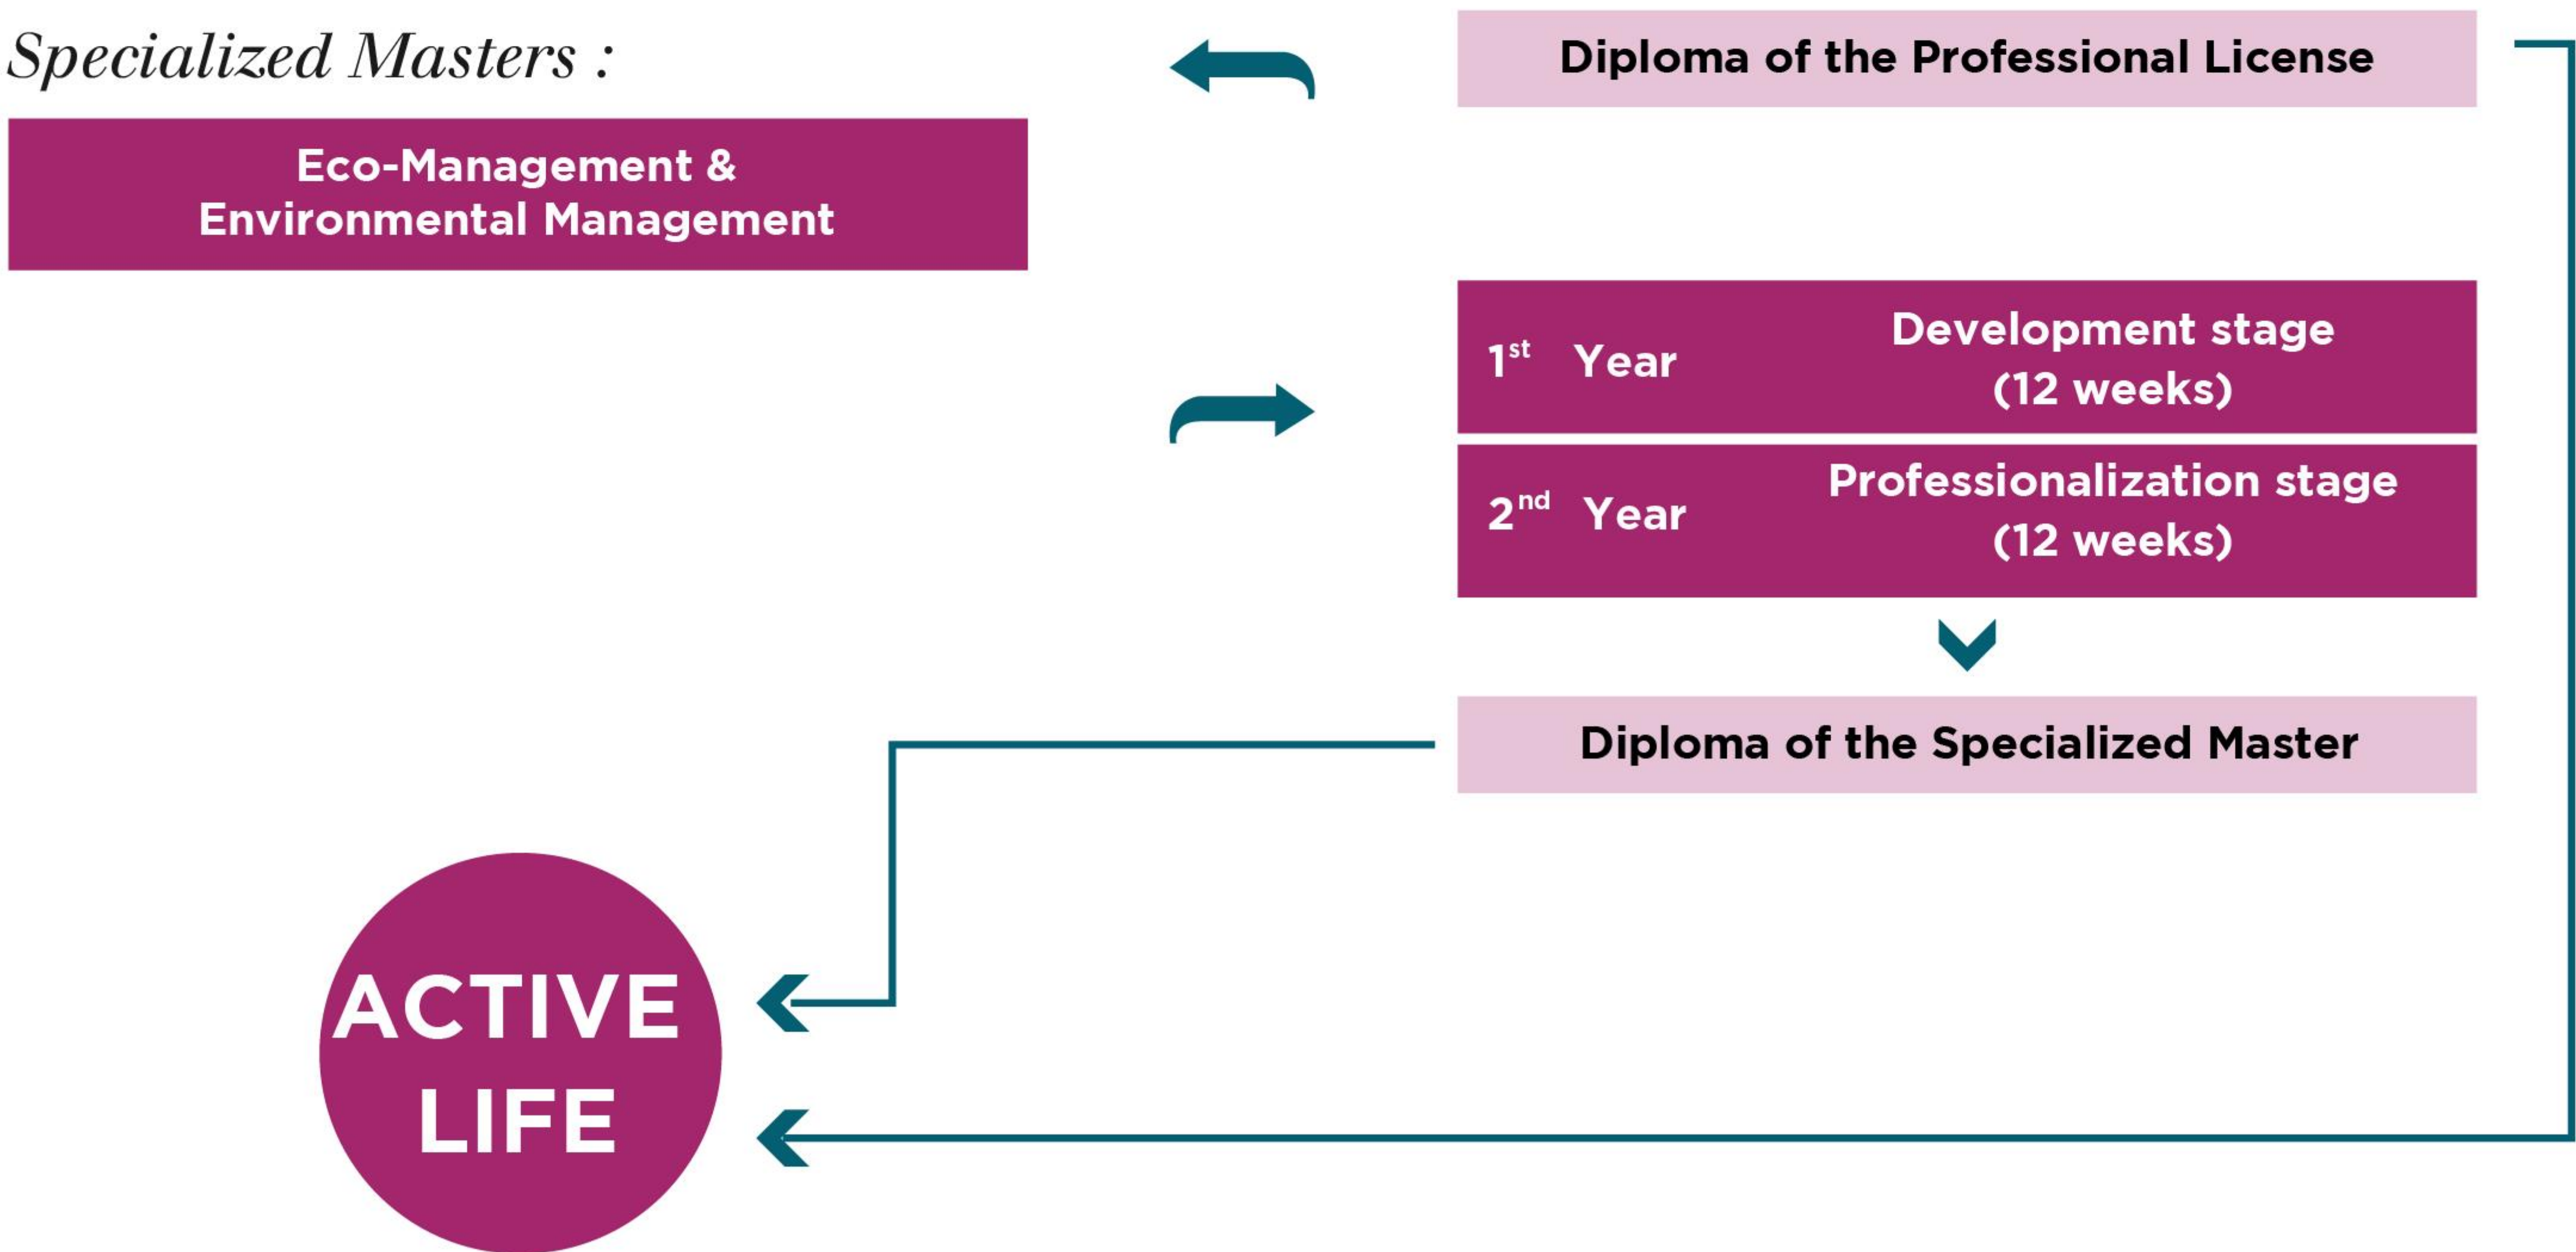 Specialized Masters :
Diploma of the Professional License
Eco-Management &
Environmental Management
1st Year
Development stage
(12 weeks)
2nd Year
Professionalization stage
(12 weeks)
Diploma of the Specialized Master
ACTIVE
LIFE